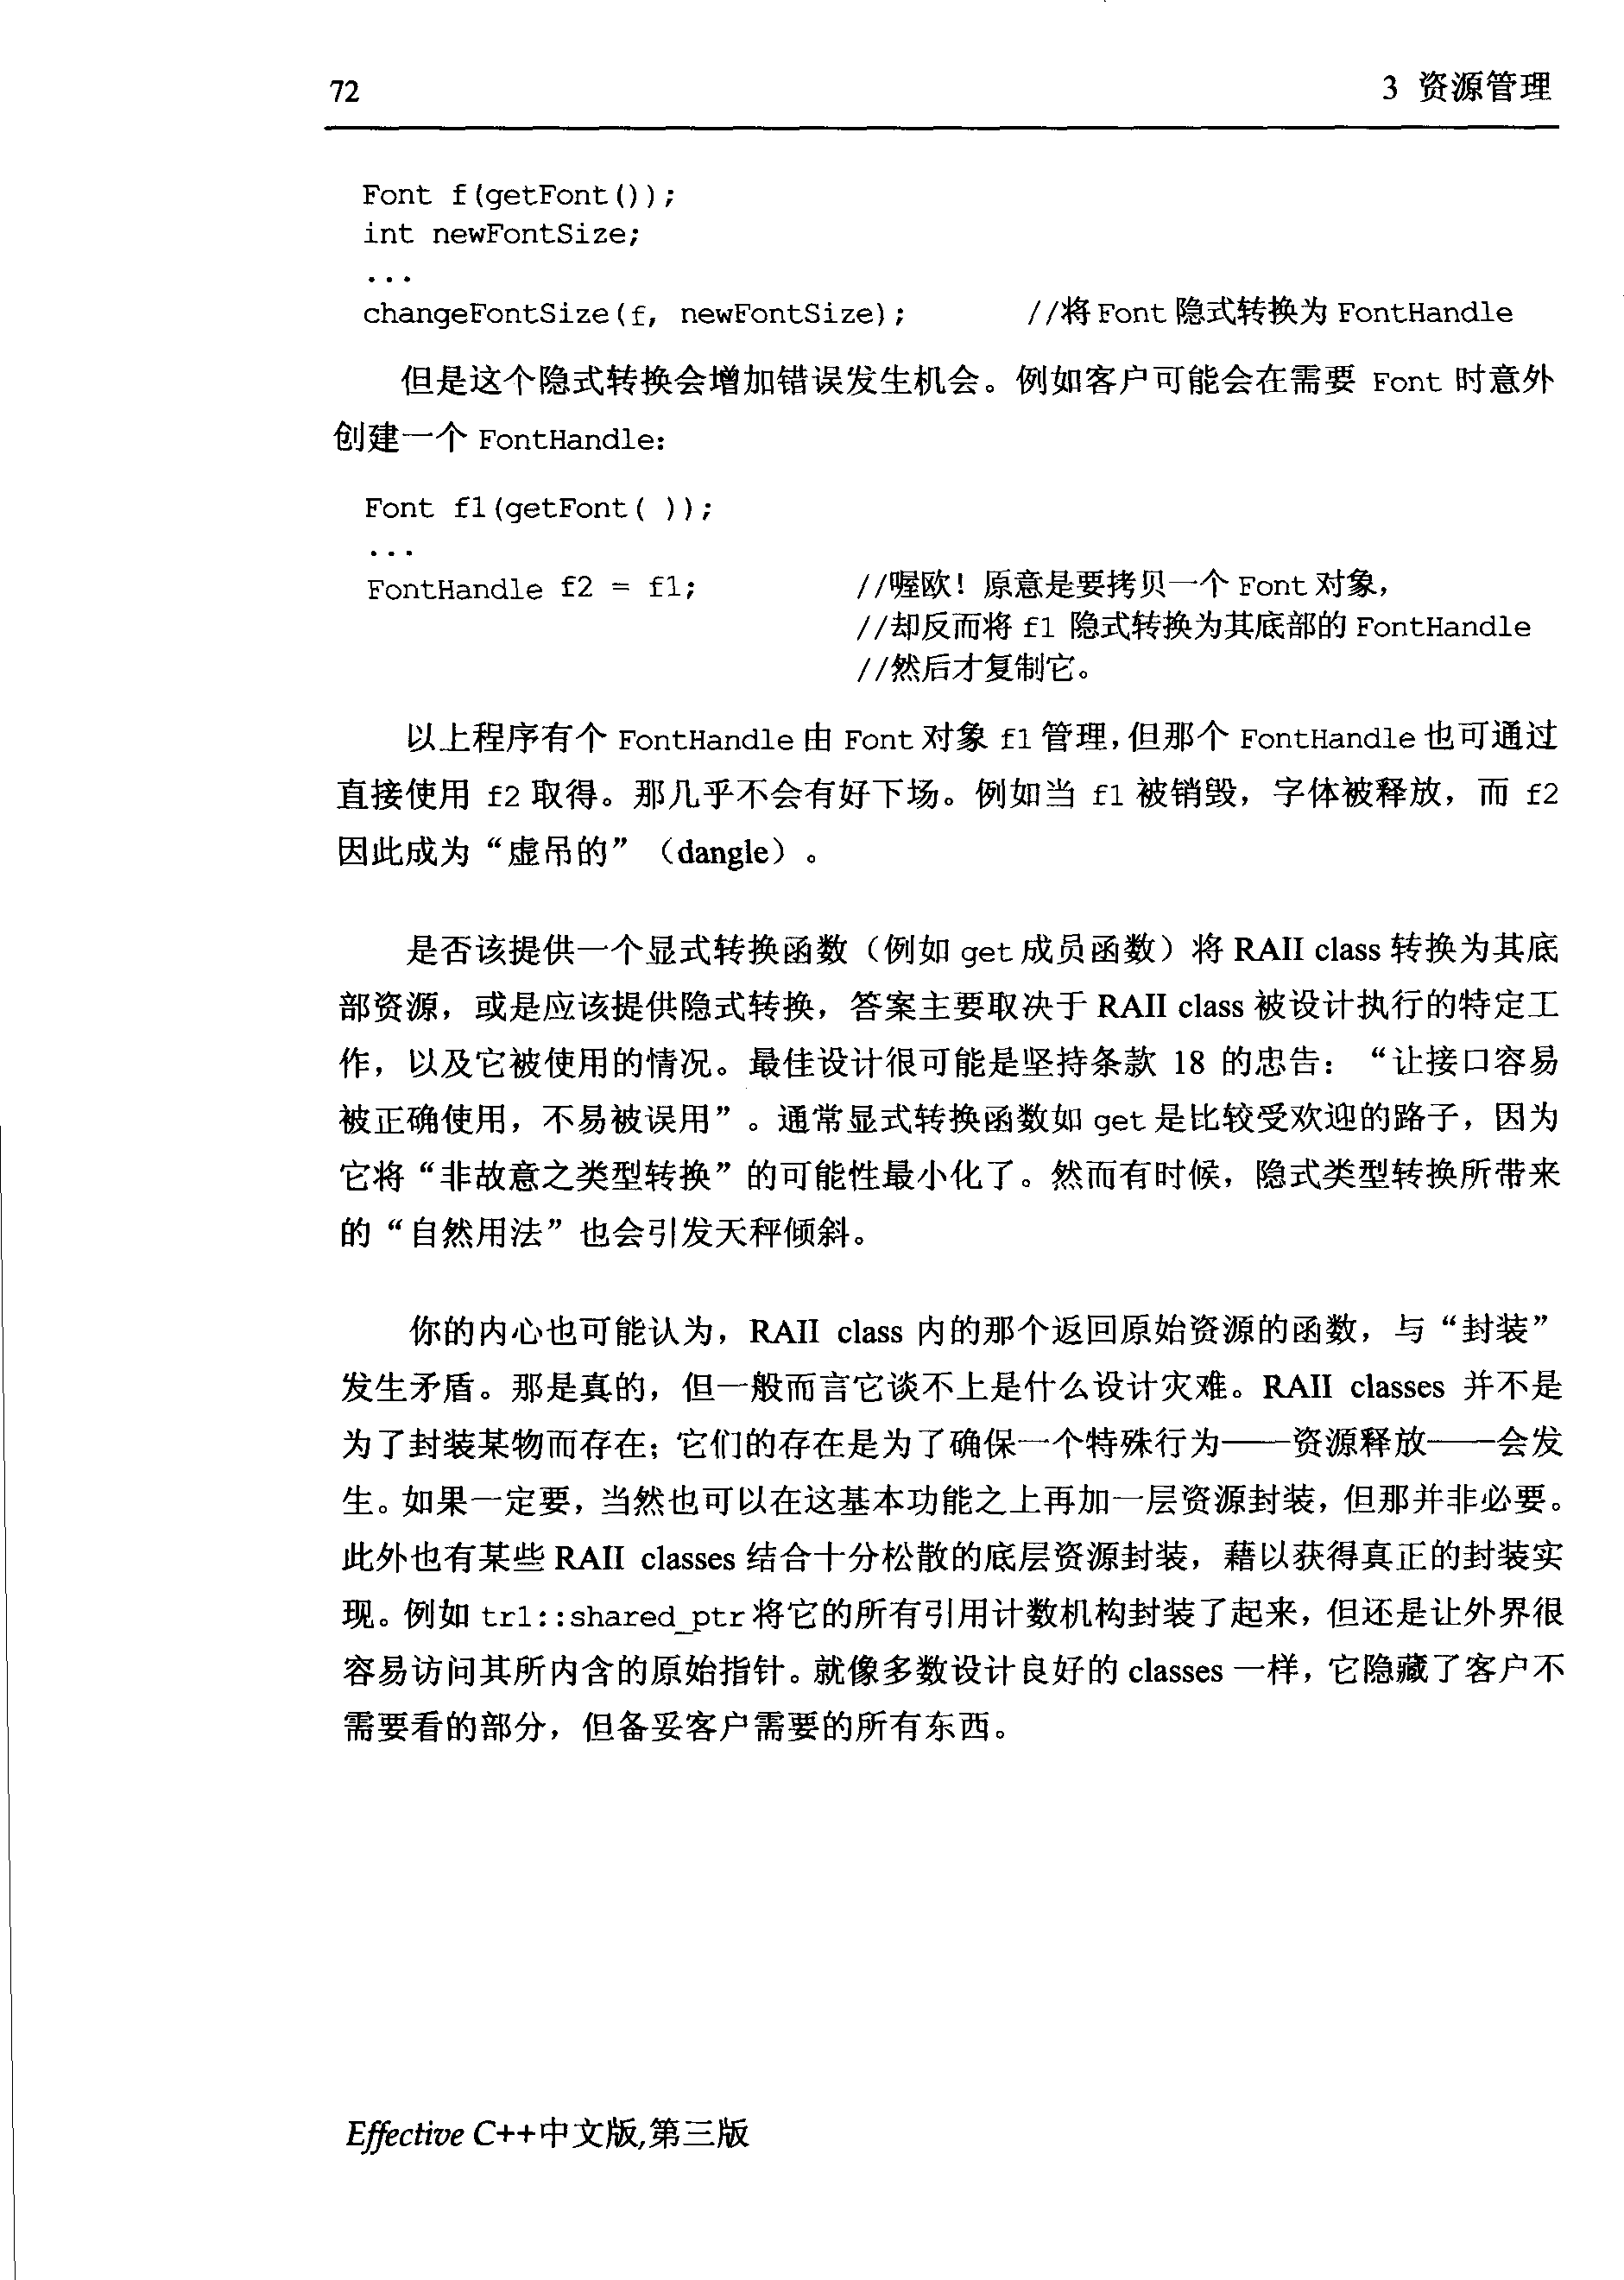 72
3 资源管理
Font f(getFont());
int newFontSize;
...
changeFontSize(f, newFontSize); //将 Font 隐式转换为 FontHandle
但是这个隐式转换会增加错误发生机会。例如客户可能会在需要 Font 时意外
创建一个 FontHandle:
Font f1(getFont( ));
...
FontHandle f2 = f1; //喔欧！原意是要拷贝一个 Font 对象，
//却反而将 f1 隐式转换为其底部的 FontHandle
//然后才复制它。
以上程序有个 FontHandle 由 Font 对象 f1 管理，但那个 FontHandle 也可通过
直接使用 f2 取得。那几乎不会有好下场。例如当 f1 被销毁，字体被释放，而 f2
因此成为“虚吊的”（dangle）。
是否该提供一个显式转换函数（例如 get 成员函数）将 RAII class 转换为其底
部资源，或是应该提供隐式转换，答案主要取决于 RAII class 被设计执行的特定工
作，以及它被使用的情况。最佳设计很可能是坚持条款 18 的忠告：“让接口容易
被正确使用，不易被误用”。通常显式转换函数如 get 是比较受欢迎的路子，因为
它将“非故意之类型转换”的可能性最小化了。然而有时候，隐式类型转换所带来
的“自然用法”也会引发天秤倾斜。
你的内心也可能认为，RAII class 内的那个返回原始资源的函数，与“封装”
发生矛盾。那是真的，但一般而言它谈不上是什么设计灾难。RAII classes 并不是
为了封装某物而存在；它们的存在是为了确保一个特殊行为——资源释放——会发
生。如果一定要，当然也可以在这基本功能之上再加一层资源封装，但那并非必要。
此外也有某些 RAII classes 结合十分松散的底层资源封装，藉以获得真正的封装实
现。例如 tr1::shared_ptr 将它的所有引用计数机构封装了起来，但还是让外界很
容易访问其所内含的原始指针。就像多数设计良好的 classes 一样，它隐藏了客户不
需要看的部分，但备妥客户需要的所有东西。
Effective C++中文版,第三版